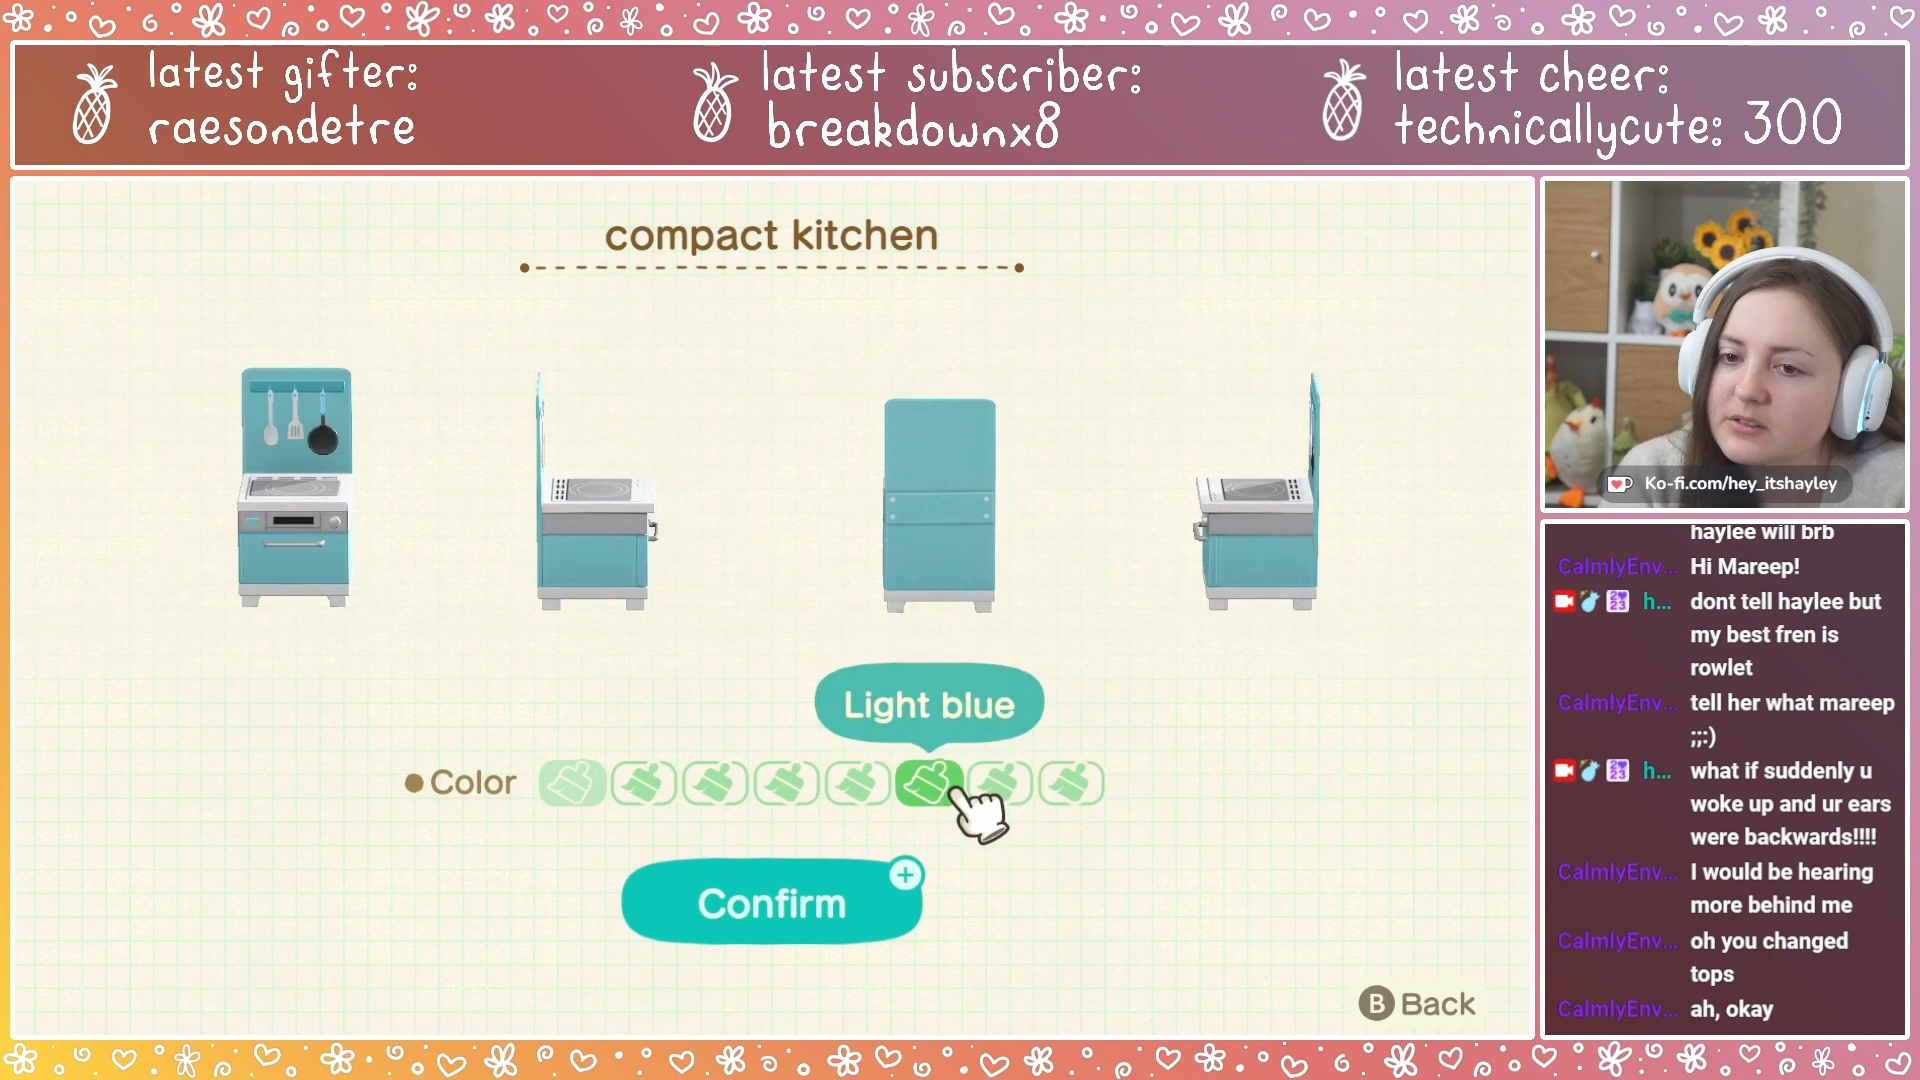 latest gifter:
raesondetre
latest subscriber:
breakdownx8
latest cheer:
technicallycute: 300
compact kitchen
Light blue
Color
Confirm
B Back
Ko-fi.com/hey_itshayley
haylee will brb
CalmlyEnv... Hi Mareep!
h... dont tell haylee but
my best fren is
rowlet
CalmlyEnv... tell her what mareep
;;;:)
h... what if suddenly u
woke up and ur ears
were backwards!!!!
CalmlyEnv... I would be hearing
more behind me
CalmlyEnv... oh you changed
tops
CalmlyEnv... ah, okay